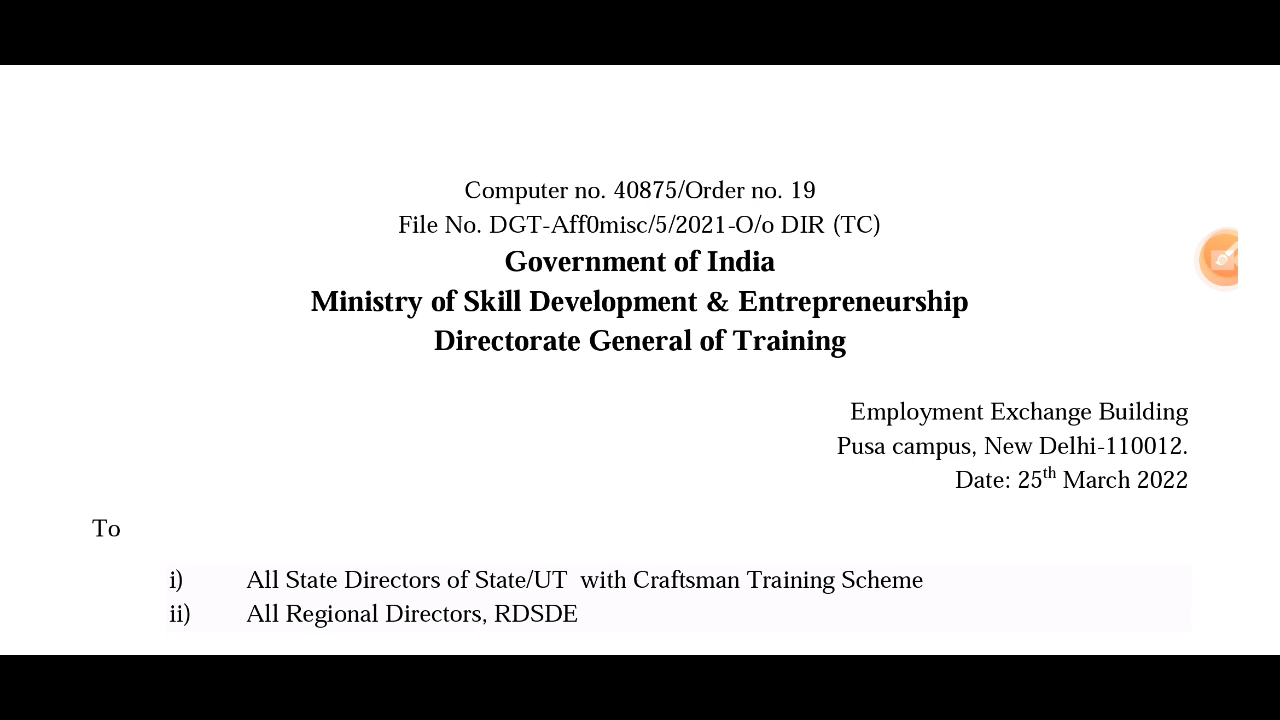 Computer no. 40875/Order no. 19
File No. DGT-Aff0misc/5/2021-O/o DIR (TC)
Government of India
Ministry of Skill Development & Entrepreneurship
Directorate General of Training
Employment Exchange Building
Pusa campus, New Delhi-110012.
Date: 25th March 2022
To
i) All State Directors of State/UT with Craftsman Training Scheme
ii) All Regional Directors, RDSDE